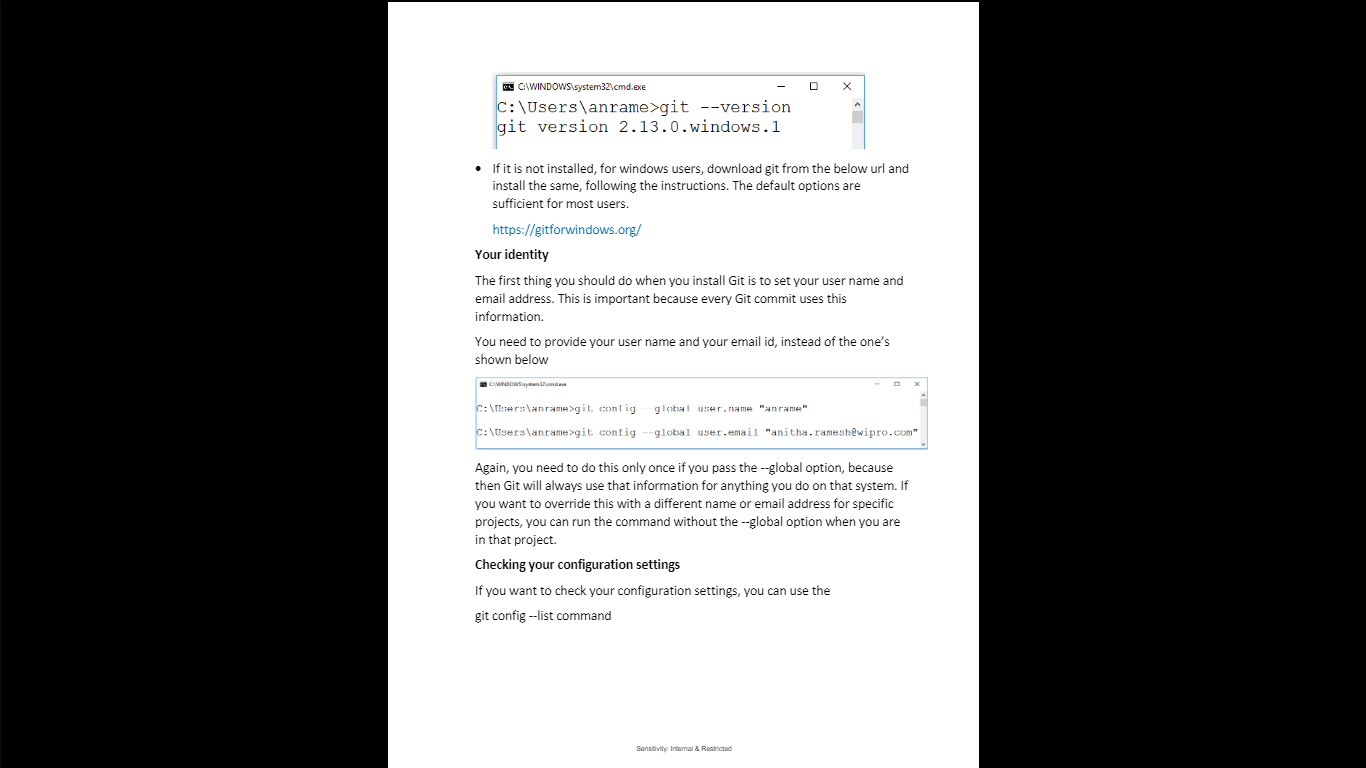 C:\WINDOWS\system32\cmd.exe
C:\Users\anrame>git --version
git version 2.13.0.windows.1
• If it is not installed, for windows users, download git from the below url and
install the same, following the instructions. The default options are
sufficient for most users.
https://gitforwindows.org/
Your identity
The first thing you should do when you install Git is to set your user name and
email address. This is important because every Git commit uses this
information.
You need to provide your user name and your email id, instead of the one’s
shown below
C:\WINDOWS\system32\cmd.exe
C:\Users\anrame>git config --global user.name "anrame"
C:\Users\anrame>git config --global user.email "anitha.ramesh@wipro.com"
Again, you need to do this only once if you pass the --global option, because
then Git will always use that information for anything you do on that system. If
you want to override this with a different name or email address for specific
projects, you can run the command without the --global option when you are
in that project.
Checking your configuration settings
If you want to check your configuration settings, you can use the
git config --list command
Sensitivity: Internal & Restricted